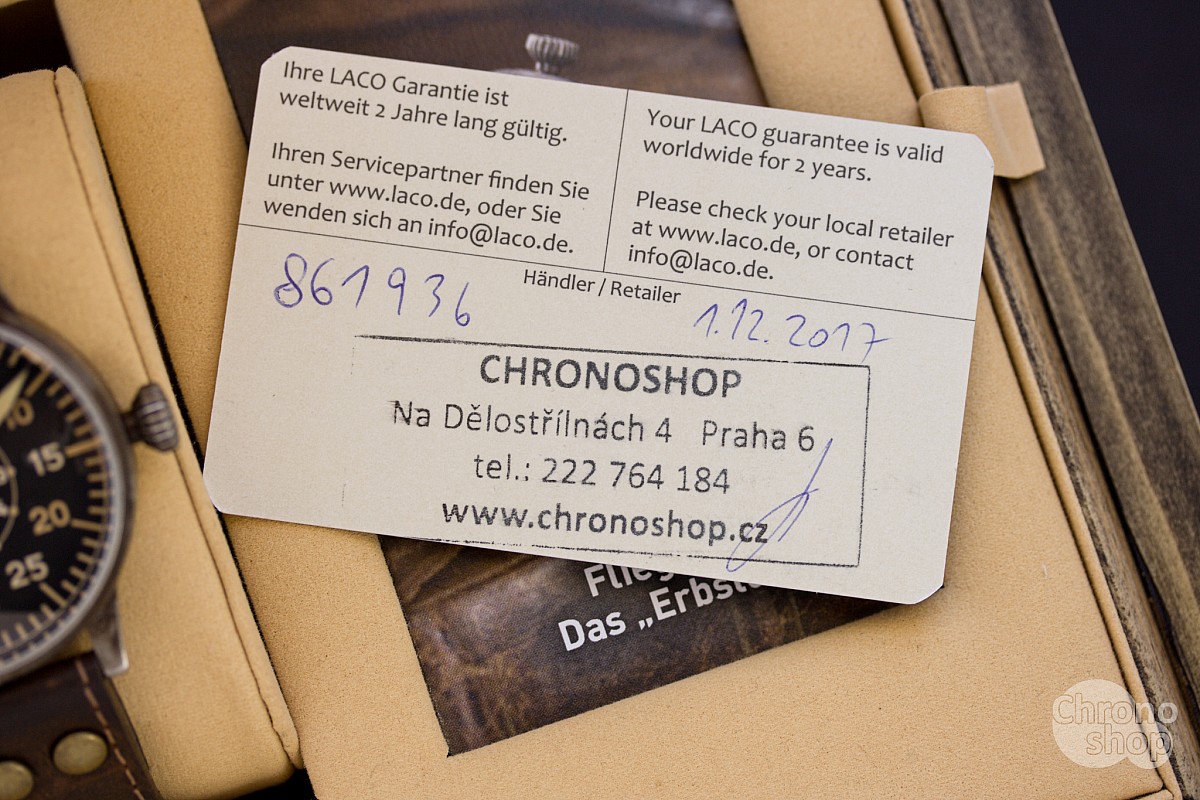 Ihre LACO Garantie ist
weltweit 2 Jahre lang gültig.
Ihren Servicepartner finden Sie
unter www.laco.de, oder Sie
wenden sich an info@laco.de.
Your LACO guarantee is valid
worldwide for 2 years.
Please check your local retailer
at www.laco.de, or contact
info@laco.de.
Händler / Retailer
861936
1.12.2017
CHRONOSHOP
Na Dělostřílnách 4 Praha 6
tel.: 222 764 184
www.chronoshop.cz
Das
10
15
20
25
Chrono
shop